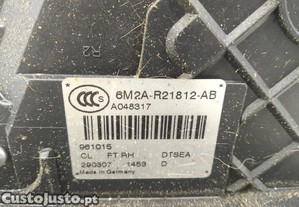 R2
CCC S
6M2A-R21812-AB
A048317
961015
CL FT RH DTSEA
290307 1453 D
Made in Germany
CustoJusto.pt